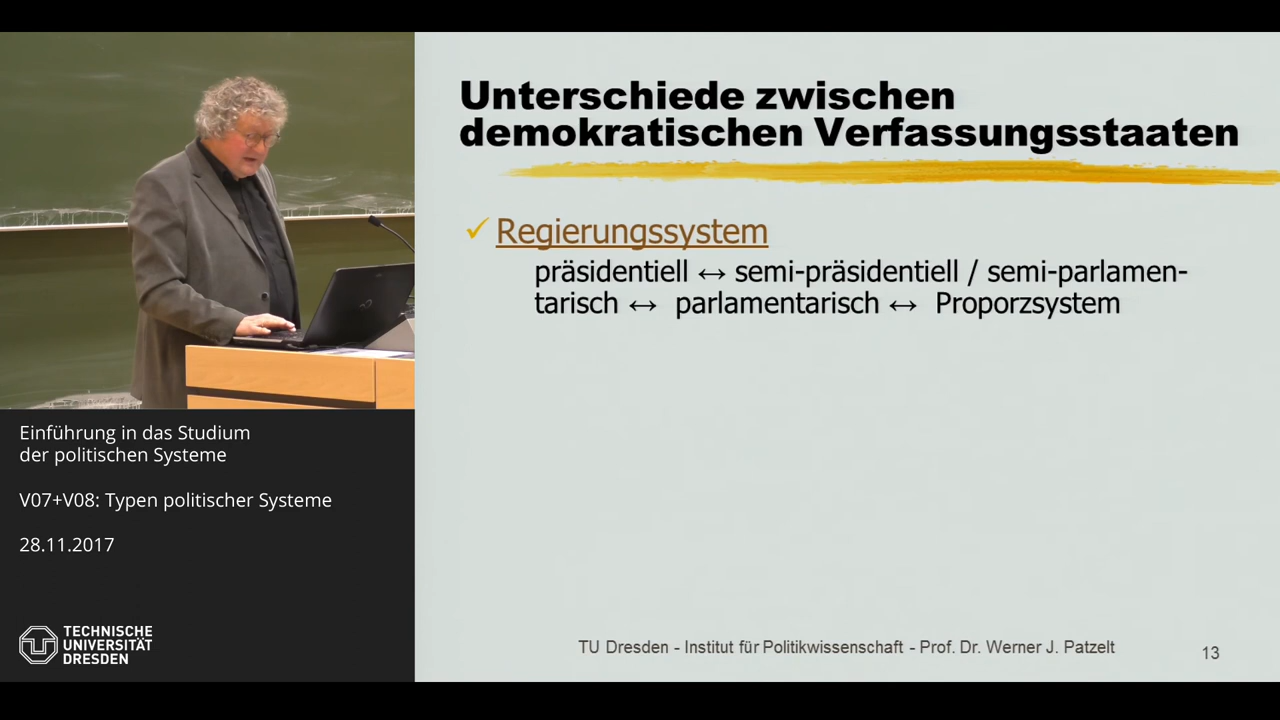 Unterschiede zwischen
demokratischen Verfassungsstaaten
✓ Regierungssystem
präsidentiell ↔ semi-präsidentiell / semi-parlamen-
tarisch ↔ parlamentarisch ↔ Proporzsystem
Einführung in das Studium
der politischen Systeme
V07+V08: Typen politischer Systeme
28.11.2017
TECHNISCHE
UNIVERSITÄT
DRESDEN
TU Dresden - Institut für Politikwissenschaft - Prof. Dr. Werner J. Patzelt
13